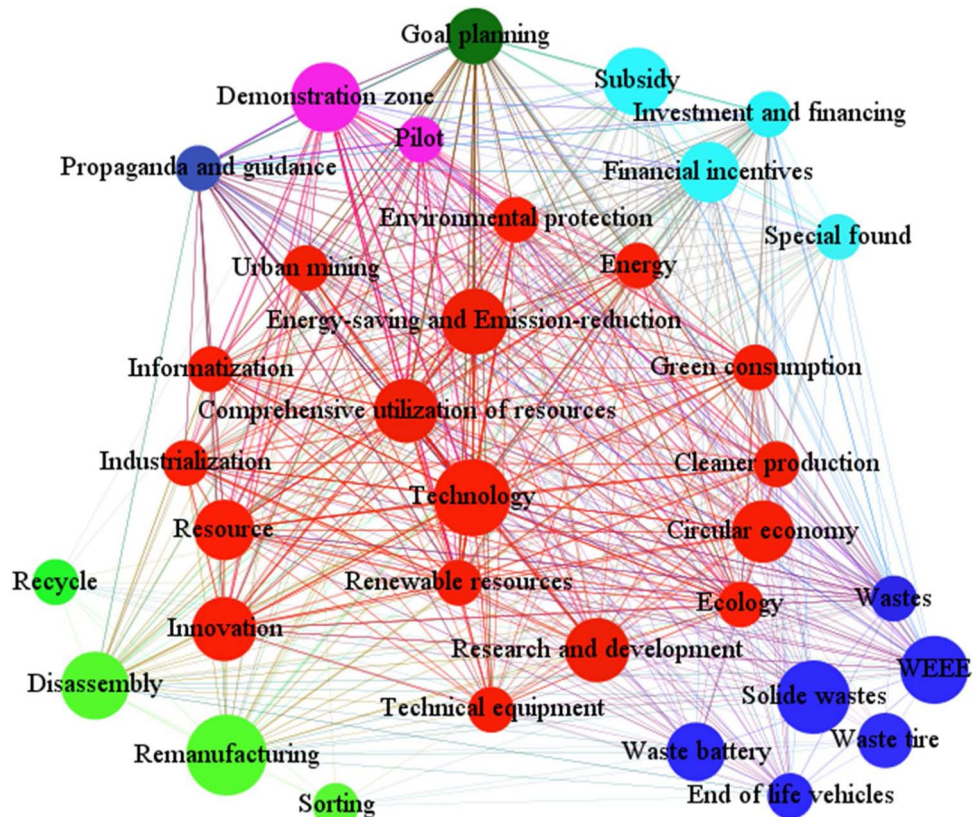 Goal planning
Subsidy
Demonstration zone
Investment and financing
Pilot
Propaganda and guidance
Financial incentives
Environmental protection
Special found
Urban mining
Energy
Energy-saving and Emission-reduction
Informatization
Green consumption
Comprehensive utilization of resources
Industrialization
Cleaner production
Technology
Resource
Circular economy
Recycle
Renewable resources
Ecology
Wastes
Innovation
Research and development
WEEE
Disassembly
Solide wastes
Technical equipment
Waste tire
Remanufacturing
Waste battery
End of life vehicles
Sorting